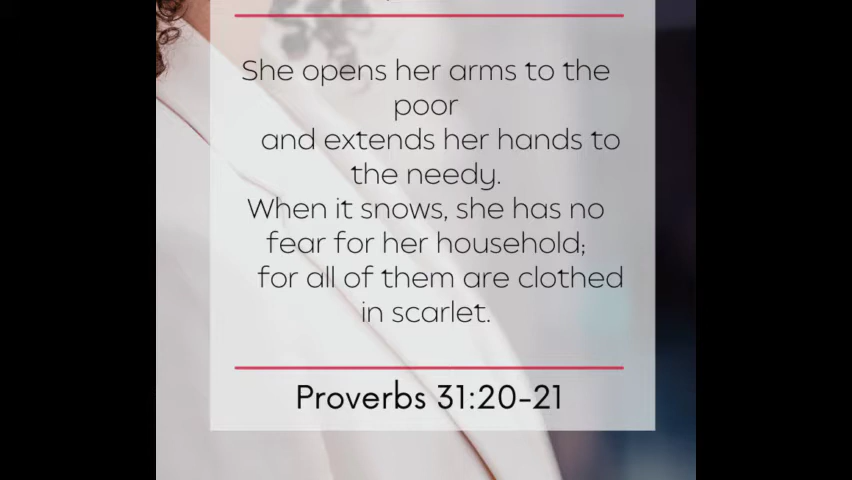 She opens her arms to the
poor
and extends her hands to
the needy.
When it snows, she has no
fear for her household;
for all of them are clothed
in scarlet.
Proverbs 31:20-21